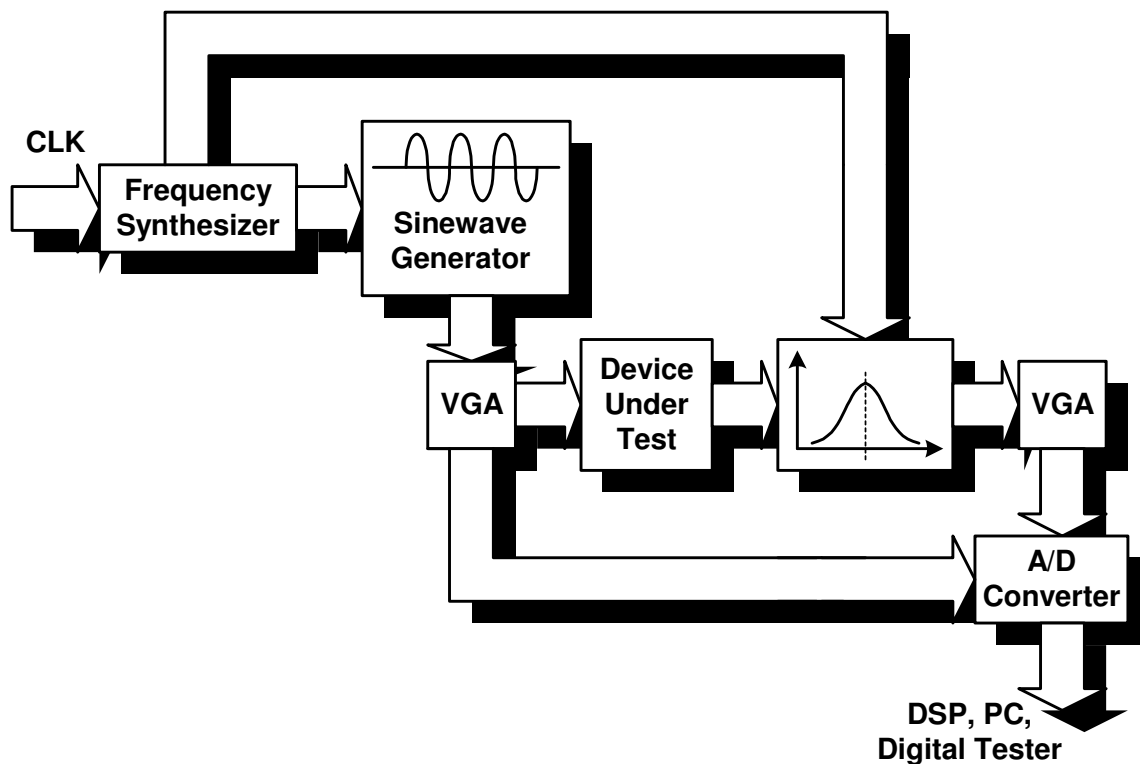 CLK
Frequency
Synthesizer
Sinewave
Generator
VGA
Device
Under
Test
VGA
A/D
Converter
DSP, PC,
Digital Tester